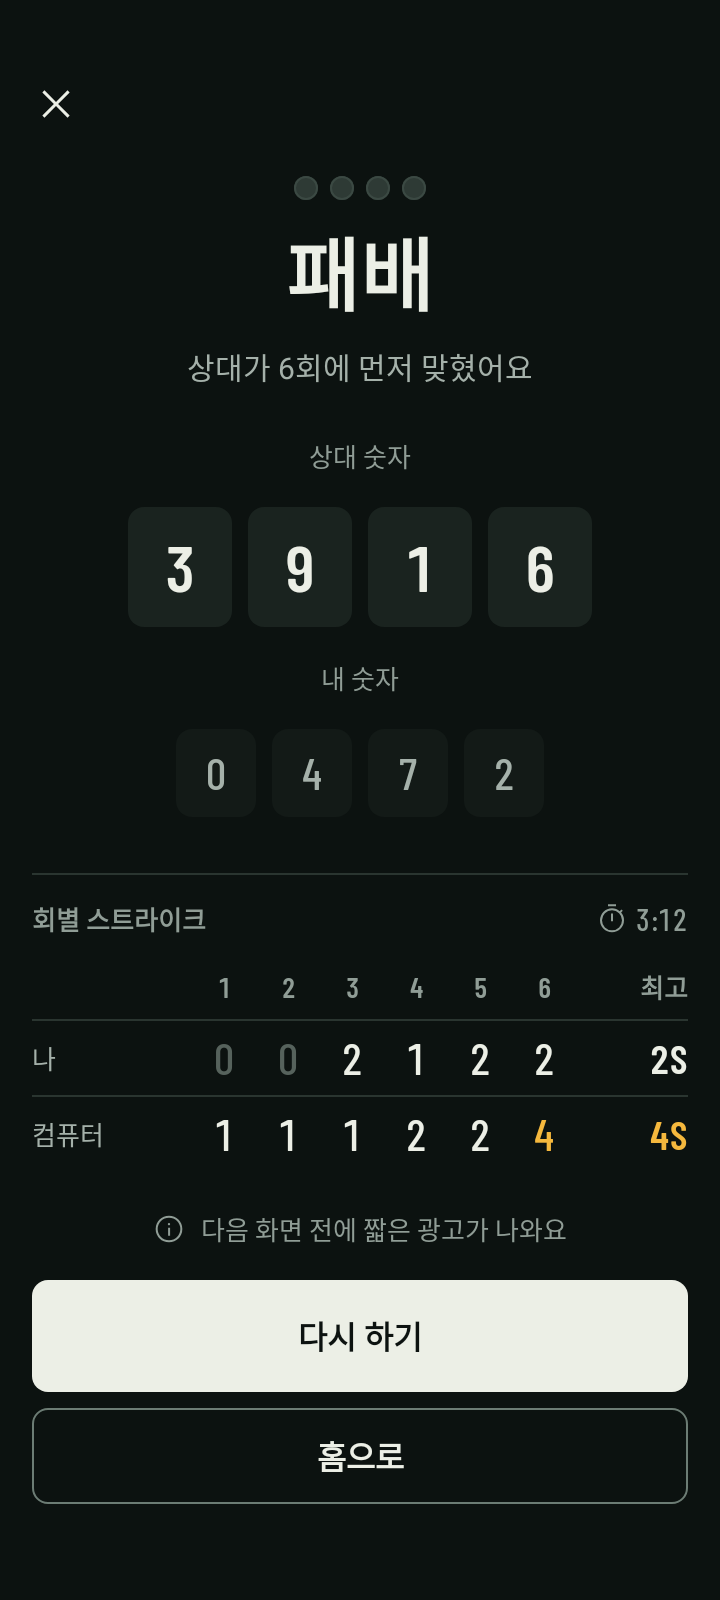 패배
상대가 6회에 먼저 맞혔어요
상대 숫자
3 9 1 6
내 숫자
0 4 7 2
회별 스트라이크 3:12
1 2 3 4 5 6 최고
나 0 0 2 1 2 2 2S
컴퓨터 1 1 1 2 2 4 4S
다음 화면 전에 짧은 광고가 나와요
다시 하기
홈으로